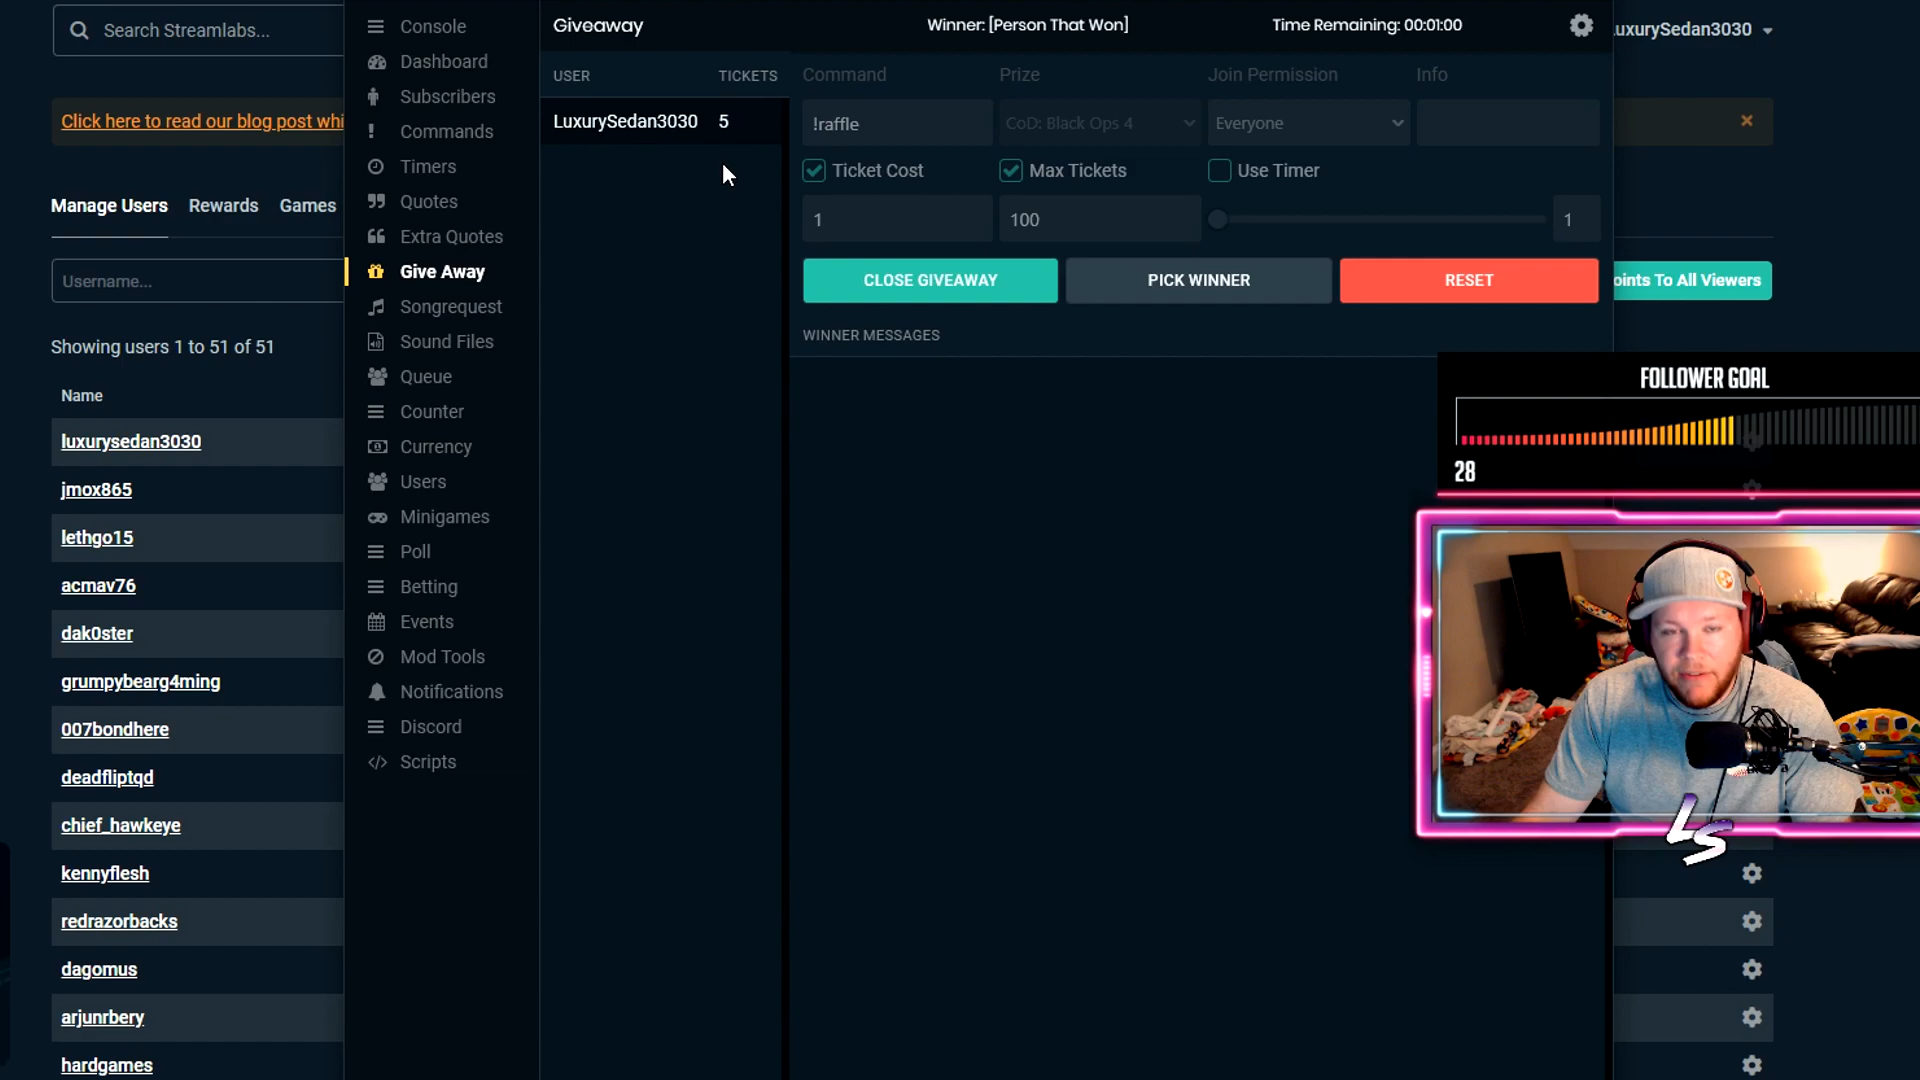 Search Streamlabs...
Click here to read our blog post whi
Manage Users Rewards Games
Username...
Showing users 1 to 51 of 51
Name
luxurysedan3030
jmox865
lethgo15
acmav76
dak0ster
grumpybearg4ming
007bondhere
deadfliptqd
chief_hawkeye
kennyflesh
redrazorbacks
dagomus
arjunrbery
hardgames
Console
Dashboard
Subscribers
Commands
Timers
Quotes
Extra Quotes
Give Away
Songrequest
Sound Files
Queue
Counter
Currency
Users
Minigames
Poll
Betting
Events
Mod Tools
Notifications
Discord
Scripts
Giveaway
Winner: [Person That Won]
Time Remaining: 00:01:00
USER TICKETS
LuxurySedan3030 5
Command Prize Join Permission Info
!raffle CoD: Black Ops 4 Everyone
Ticket Cost Max Tickets Use Timer
1 100 1
CLOSE GIVEAWAY PICK WINNER RESET
WINNER MESSAGES
uxurySedan3030
oints To All Viewers
FOLLOWER GOAL
28
LS